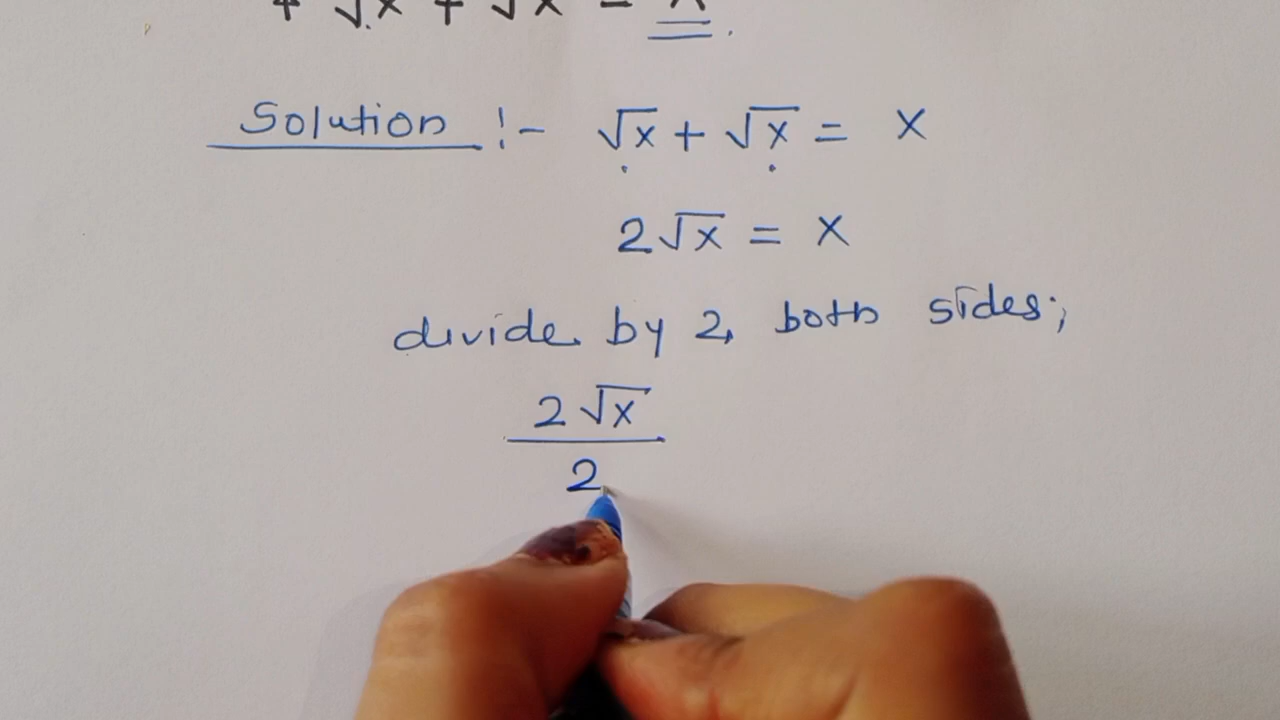 + √x + √x = x.
Solution :- √x + √x = x
2√x = x
divide by 2, both sides;
2√x
2